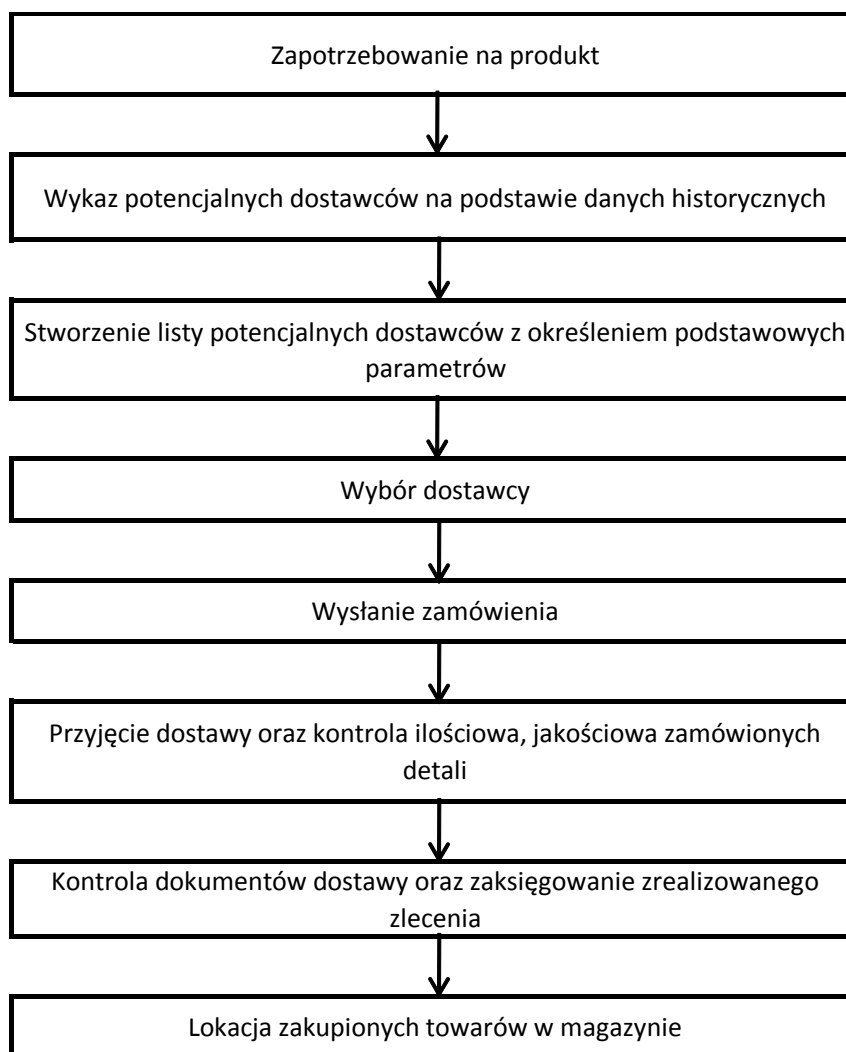 Zapotrzebowanie na produkt
Wykaz potencjalnych dostawców na podstawie danych historycznych
Stworzenie listy potencjalnych dostawców z określeniem podstawowych
parametrów
Wybór dostawcy
Wysłanie zamówienia
Przyjęcie dostawy oraz kontrola ilościowa, jakościowa zamówionych
detali
Kontrola dokumentów dostawy oraz zaksięgowanie zrealizowanego
zlecenia
Lokacja zakupionych towarów w magazynie